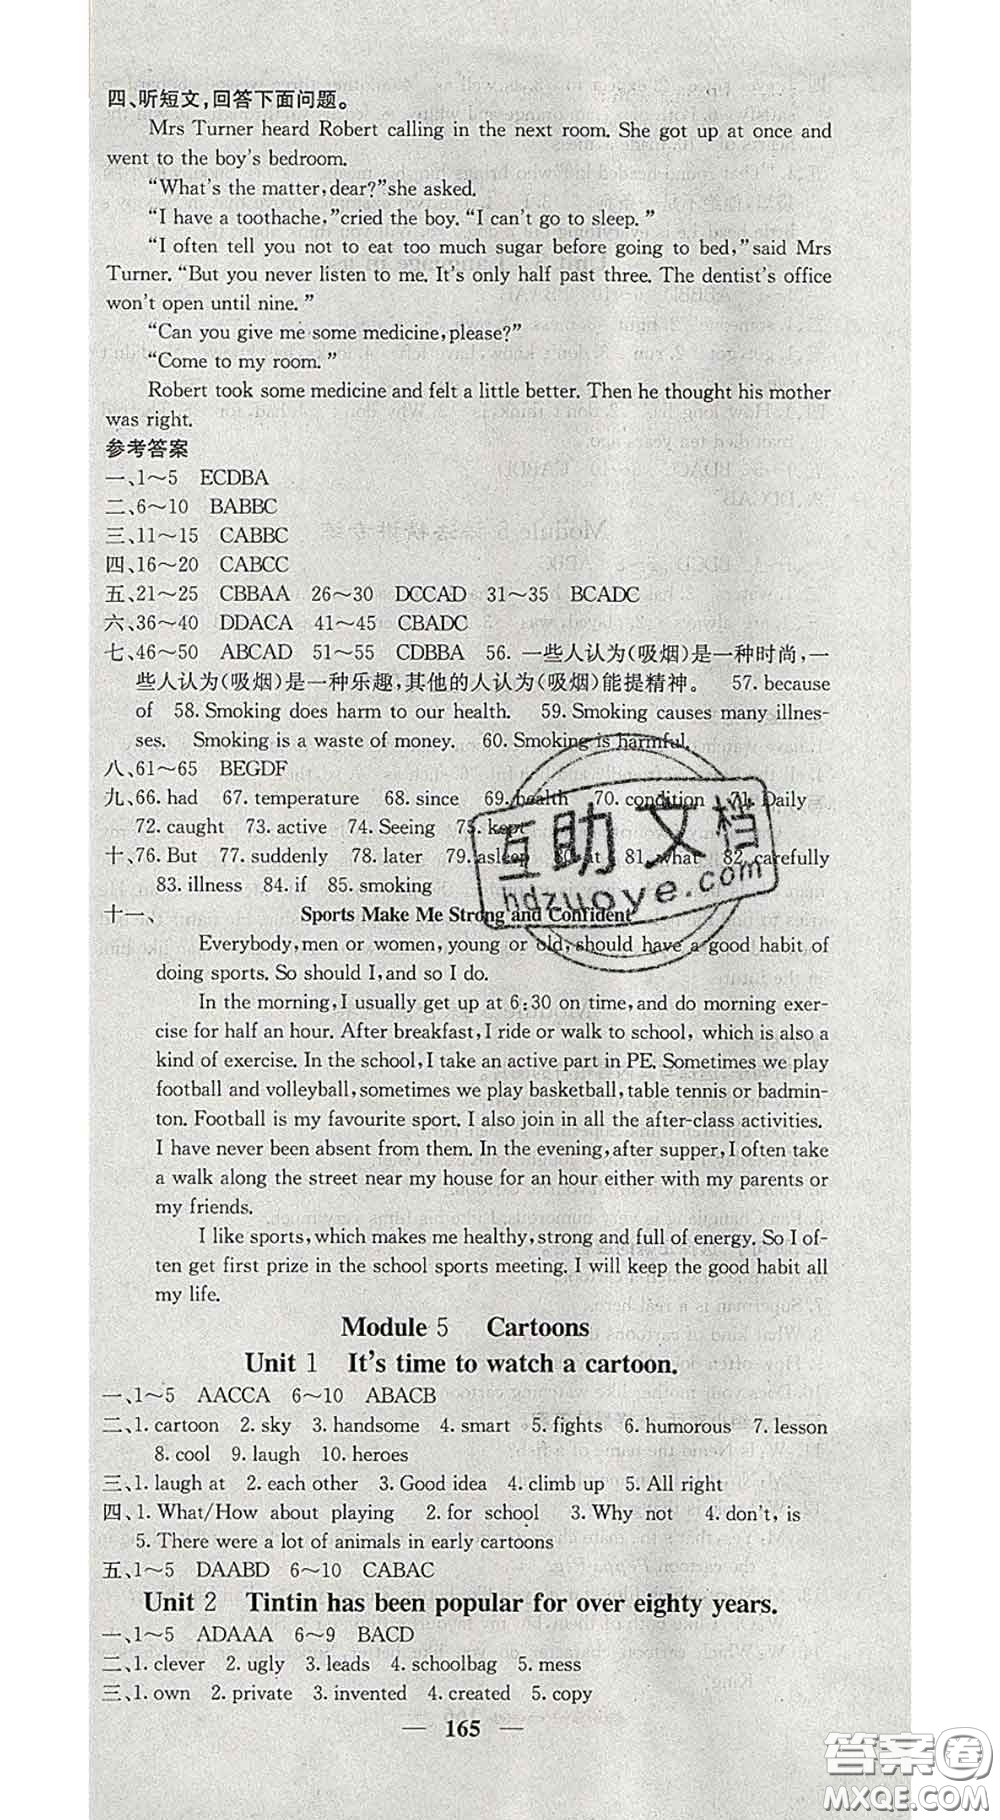 四、听短文,回答下面问题。
Mrs Turner heard Robert calling in the next room. She got up at once and
went to the boy's bedroom.
“What's the matter,dear?”she asked.
“I have a toothache,”cried the boy. “I can't go to sleep. ”
“I often tell you not to eat too much sugar before going to bed,”said Mrs
Turner. “But you never listen to me. It's only half past three. The dentist's office
won't open until nine. ”
“Can you give me some medicine,please?”
“Come to my room. ”
Robert took some medicine and felt a little better. Then he thought his mother
was right.
参考答案
一、1～5 ECDBA
二、6～10 BABBC
三、11～15 CABBC
四、16～20 CABCC
五、21～25 CBBAA 26～30 DCCAD 31～35 BCADC
六、36～40 DDACA 41～45 CBADC
七、46～50 ABCAD 51～55 CDBBA 56. 一些人认为(吸烟)是一种时尚,一
些人认为(吸烟)是一种乐趣,其他的人认为(吸烟)能提精神。 57. because
of 58. Smoking does harm to our health. 59. Smoking causes many illnes-
ses. Smoking is a waste of money. 60. Smoking is harmful.
八、61～65 BEGDF
九、66. had 67. temperature 68. since 69. health 70. condition 71. Daily
72. caught 73. active 74. Seeing 75. kept
十、76. But 77. suddenly 78. later 79. asleep 80. at 81. what 82. carefully
83. illness 84. if 85. smoking
十一、 Sports Make Me Strong and Confident
Everybody,men or women,young or old,should have a good habit of
doing sports. So should I,and so I do.
In the morning,I usually get up at 6:30 on time,and do morning exer-
cise for half an hour. After breakfast,I ride or walk to school, which is also a
kind of exercise. In the school,I take an active part in PE. Sometimes we play
football and volleyball,sometimes we play basketball,table tennis or badmin-
ton. Football is my favourite sport. I also join in all the after-class activities.
I have never been absent from them. In the evening,after supper,I often take
a walk along the street near my house for an hour either with my parents or
my friends.
I like sports,which makes me healthy,strong and full of energy. So I of-
ten get first prize in the school sports meeting. I will keep the good habit all
my life.
Module 5 Cartoons
Unit 1 It's time to watch a cartoon.
一、1～5 AACCA 6～10 ABACB
二、1. cartoon 2. sky 3. handsome 4. smart 5. fights 6. humorous 7. lesson
8. cool 9. laugh 10. heroes
三、1. laugh at 2. each other 3. Good idea 4. climb up 5. All right
四、1. What/How about playing 2. for school 3. Why not 4. don't, is
5. There were a lot of animals in early cartoons
五、1～5 DAABD 6～10 CABAC
Unit 2 Tintin has been popular for over eighty years.
一、1～5 ADAAA 6～9 BACD
二、1. clever 2. ugly 3. leads 4. schoolbag 5. mess
三、1. own 2. private 3. invented 4. created 5. copy
— 165 —
互助文档
hdzuoye.com
答案圈
MXQE.COM